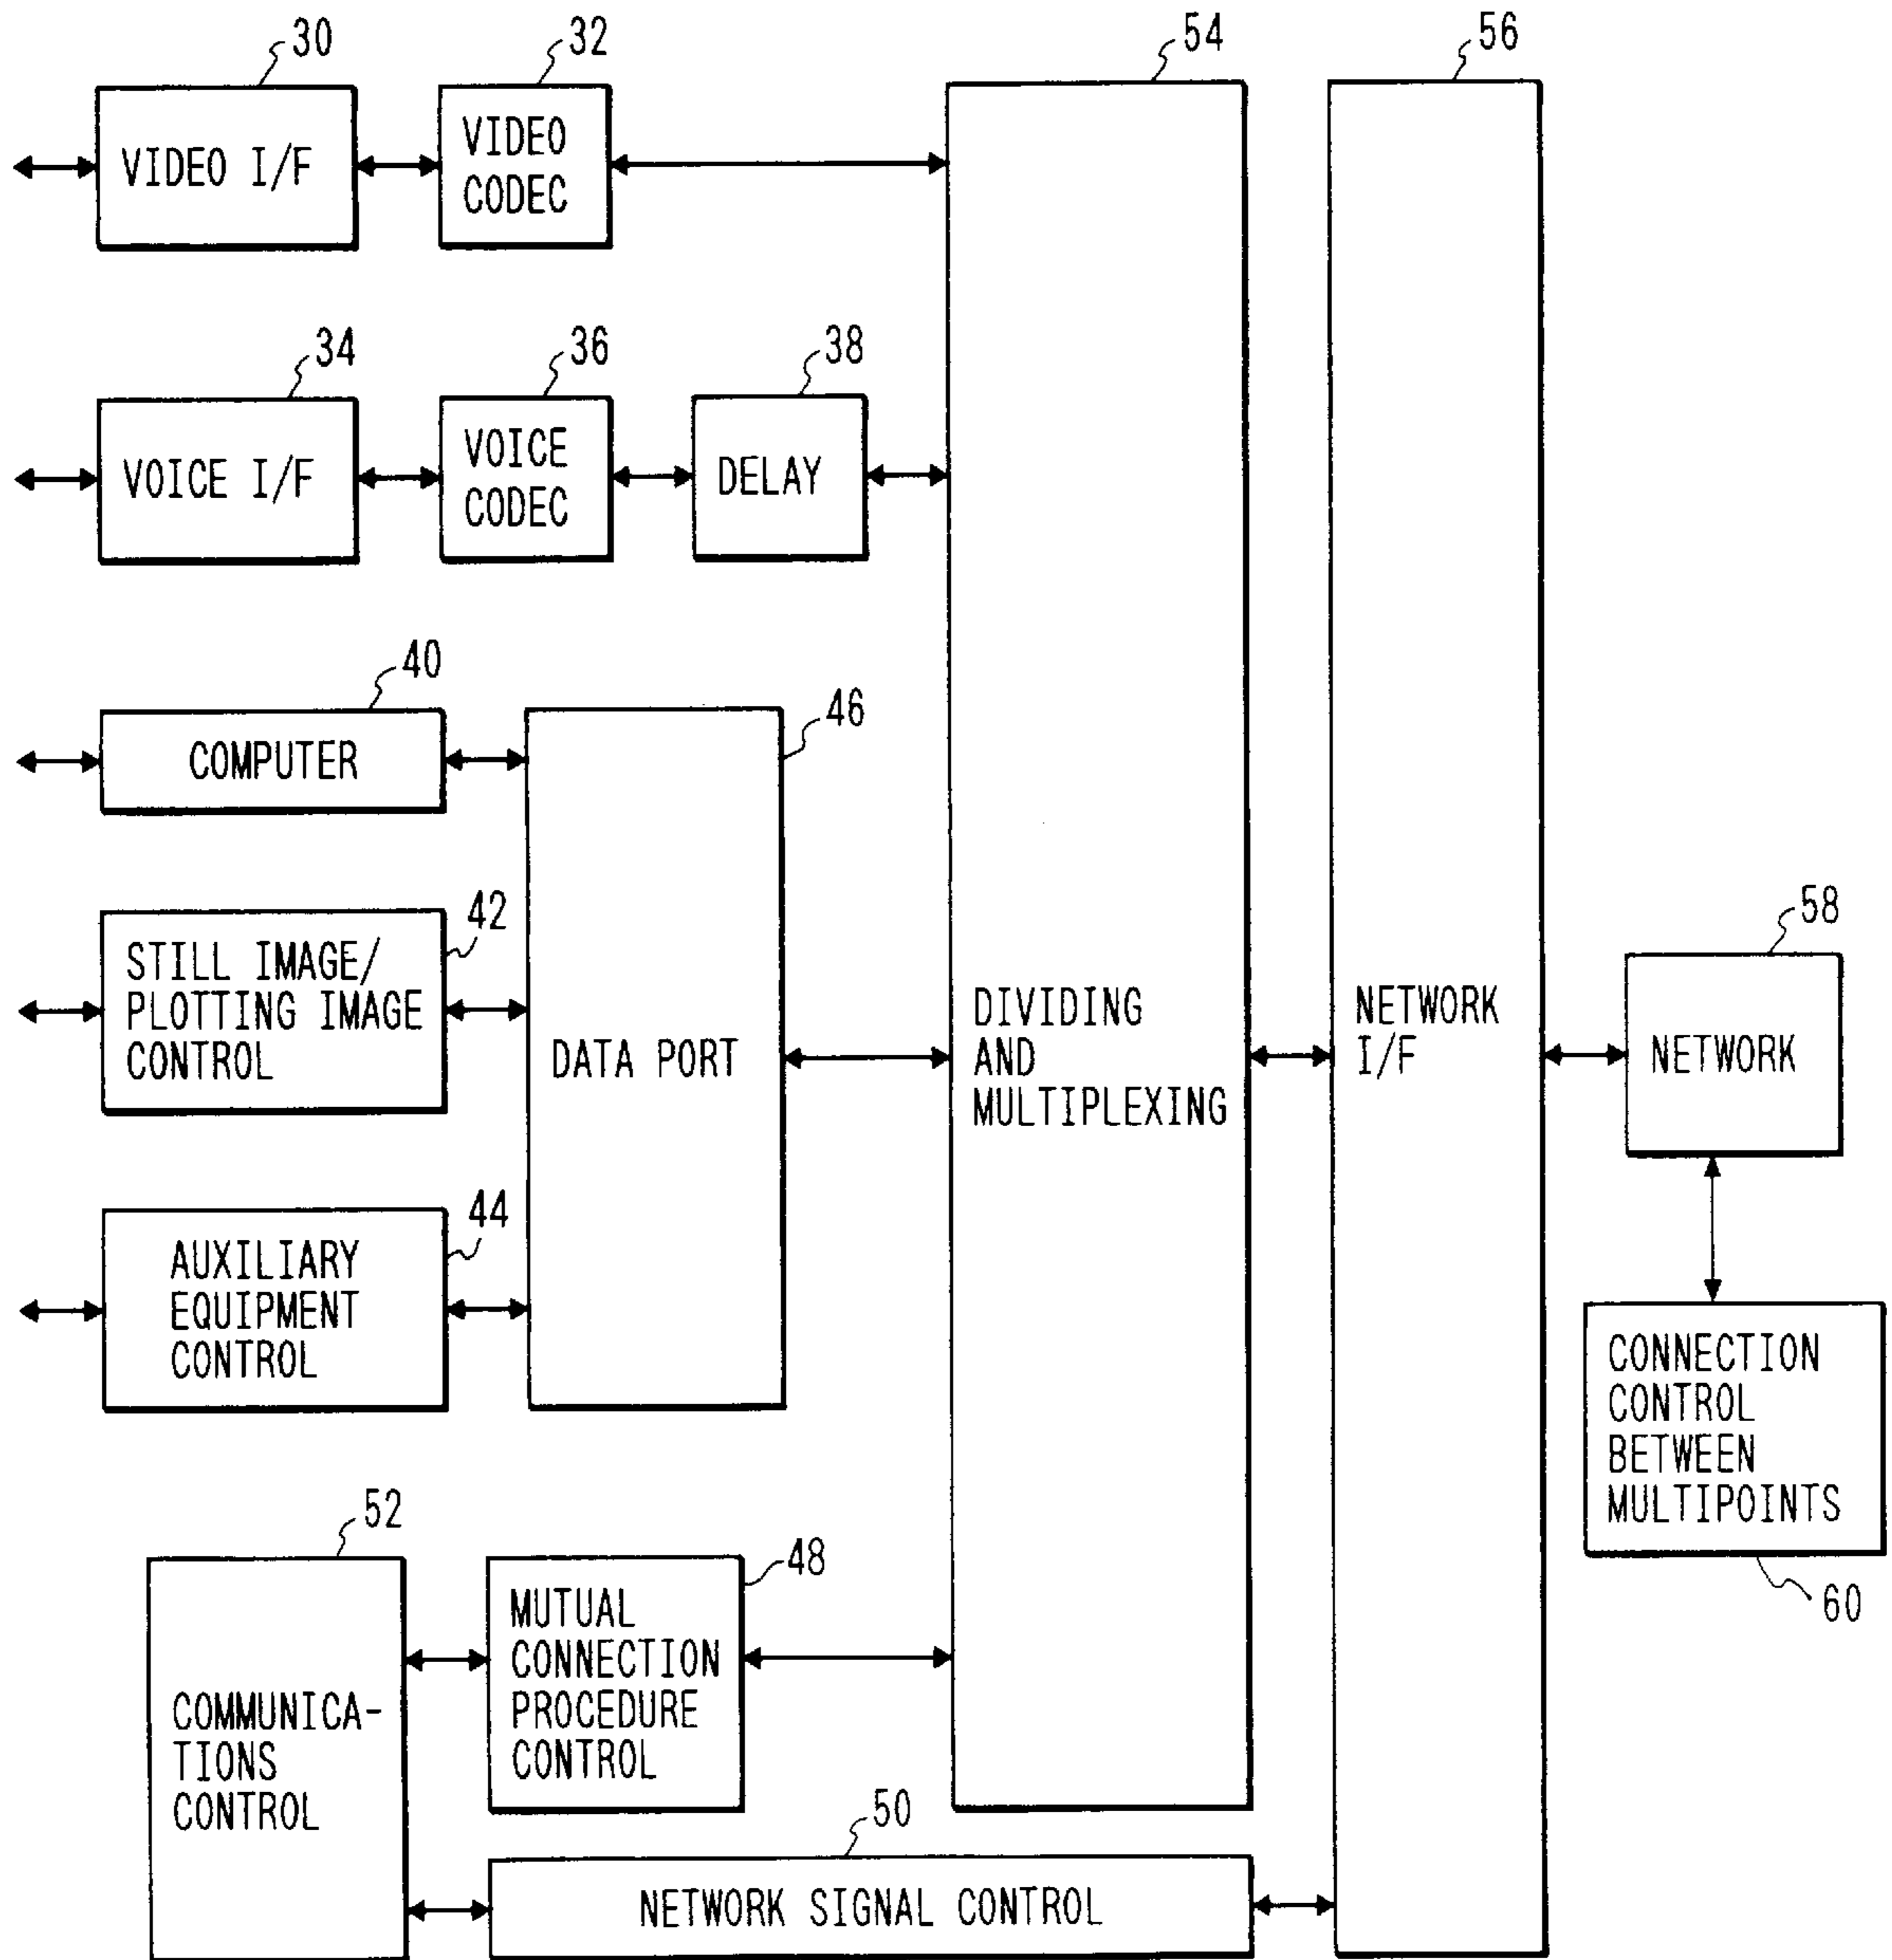 30
32
54
56
VIDEO I/F
VIDEO
CODEC
34
36
38
VOICE I/F
VOICE
CODEC
DELAY
40
46
COMPUTER
42
STILL IMAGE/
PLOTTING IMAGE
CONTROL
DATA PORT
DIVIDING
AND
MULTIPLEXING
NETWORK
I/F
58
NETWORK
44
AUXILIARY
EQUIPMENT
CONTROL
CONNECTION
CONTROL
BETWEEN
MULTIPOINTS
60
52
48
COMMUNICA-
TIONS
CONTROL
MUTUAL
CONNECTION
PROCEDURE
CONTROL
50
NETWORK SIGNAL CONTROL